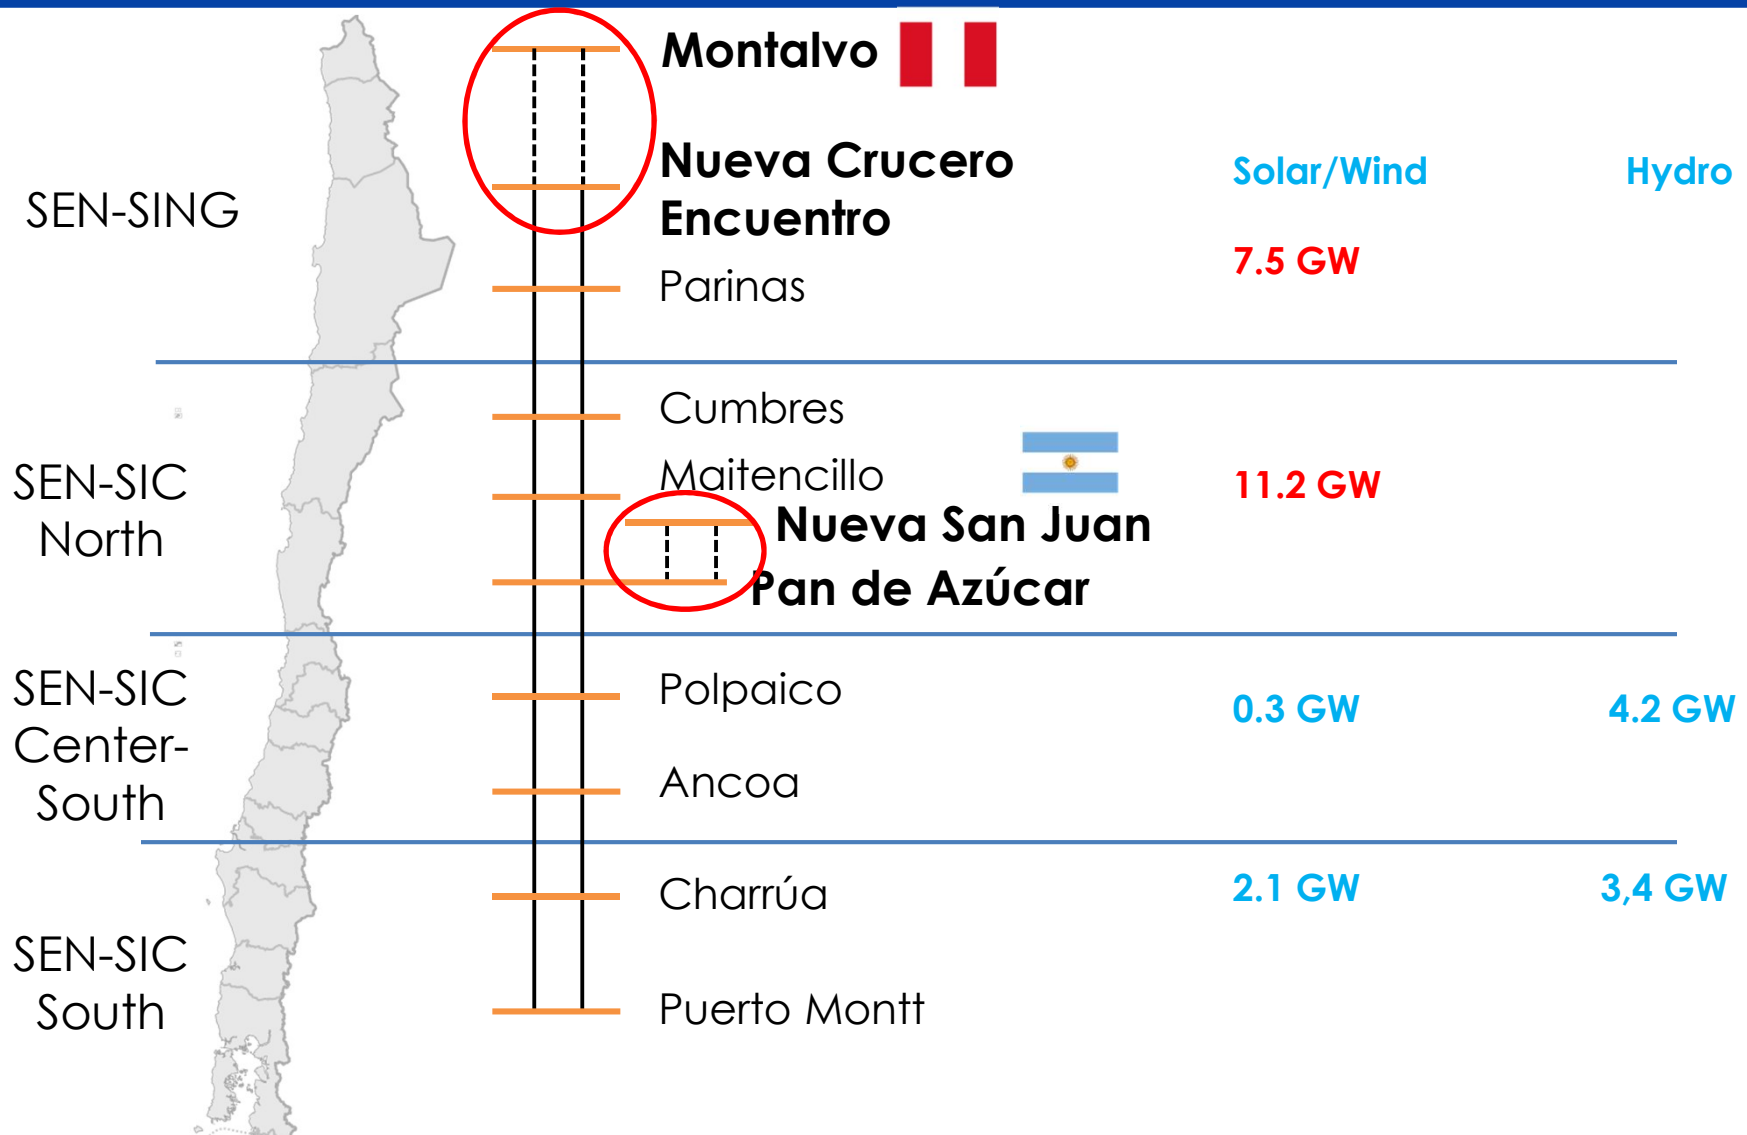 Montalvo
Nueva Crucero
Encuentro
Parinas
SEN-SING
Solar/Wind
Hydro
7.5 GW
Cumbres
Maitencillo
Nueva San Juan
Pan de Azúcar
SEN-SIC
North
11.2 GW
Polpaico
Ancoa
SEN-SIC
Center-
South
0.3 GW
4.2 GW
Charrúa
Puerto Montt
SEN-SIC
South
2.1 GW
3,4 GW